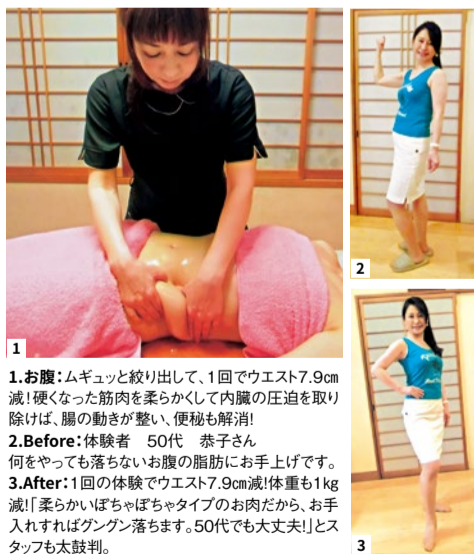 1
2
3
1.お腹：ムギュッと絞り出して、1回でウエスト7.9㎝
減！硬くなった筋肉を柔らかくして内臓の圧迫を取り
除けば、腸の動きが整い、便秘も解消！
2.Before：体験者　50代　恭子さん
何をやっても落ちないお腹の脂肪にお手上げです。
3.After：1回の体験でウエスト7.9㎝減！体重も1㎏
減！「柔らかいぽちゃぽちゃタイプのお肉だから、お手
入れすればグングン落ちます。50代でも大丈夫！」とス
タッフも太鼓判。